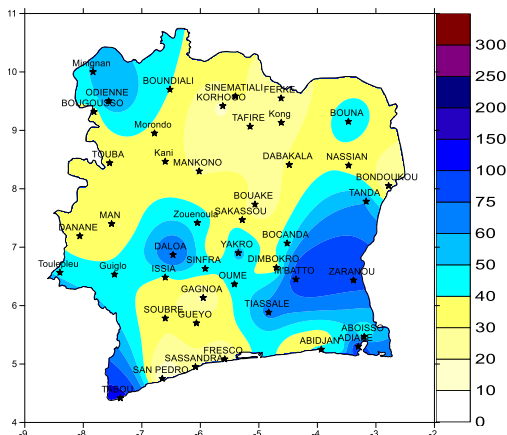 11
10
9
8
7
6
5
4
-9
-8
-7
-6
-5
-4
-3
-2
300
250
200
150
100
75
60
50
40
30
20
10
0
Minignan
ODIENNE
BOUGOUSSO
BOUNDIALI
SINEMATIALI
FERKE
KORHOGO
TAFIRE
Kong
BOUNA
Morondo
TOUBA
Kani
MANKONO
DABAKALA
NASSIAN
BONDOUKOU
TANDA
BOUAKE
MAN
Zouenoula
SAKASSOU
DANANE
BOCANDA
DALOA
YAKRO
Toulepleu
Guiglo
ISSIA
SINFRA
DIMBOKRO
OUME
M'BATTO
ZARANOU
GAGNOA
SOUBRE
GUEYO
TIASSALE
ABOISSO
ADIAKE
ABIDJAN
FRESCO
SASSANDRA
SAN PEDRO
TABOU